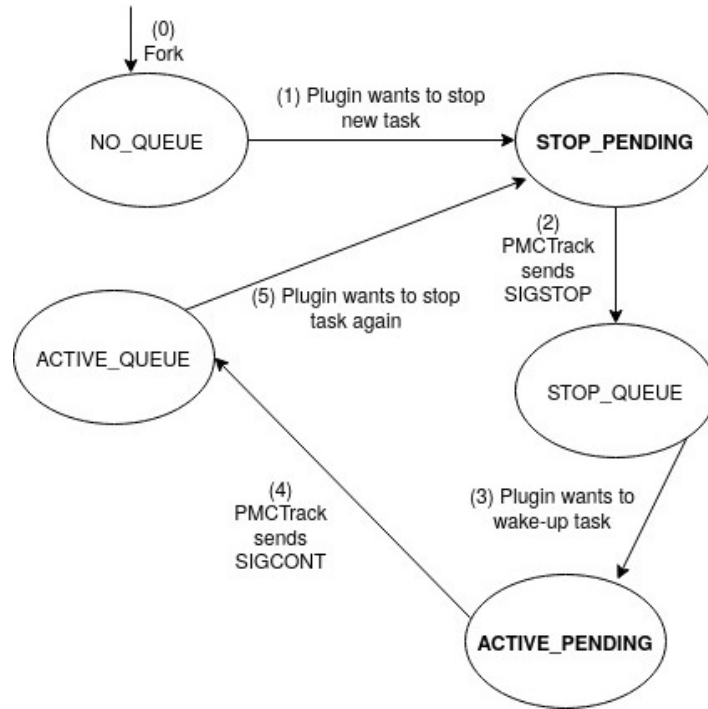 (0)
Fork
NO_QUEUE
(1) Plugin wants to stop
new task
STOP_PENDING
(2)
PMCTrack
sends
SIGSTOP
(5) Plugin wants to stop
task again
ACTIVE_QUEUE
STOP_QUEUE
(3) Plugin wants to
wake-up task
(4)
PMCTrack
sends
SIGCONT
ACTIVE_PENDING